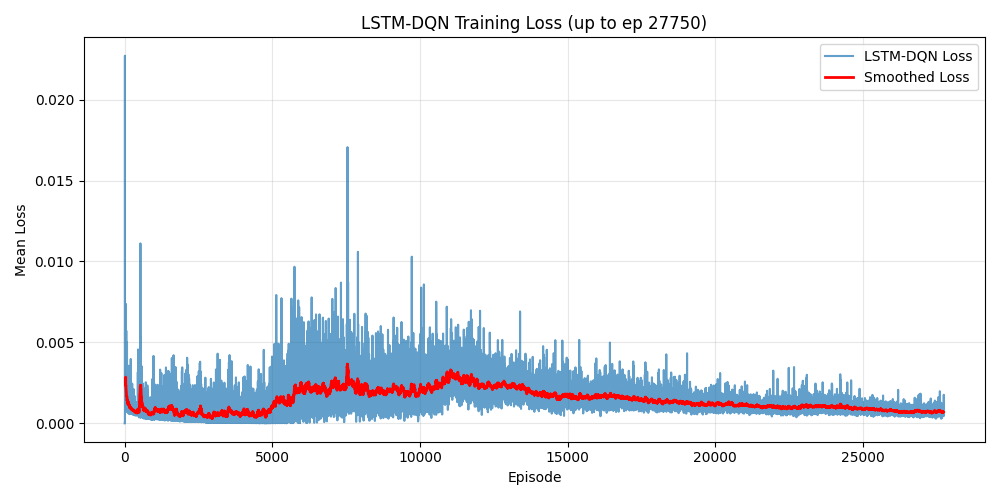 LSTM-DQN Training Loss (up to ep 27750)
LSTM-DQN Loss
Smoothed Loss
Mean Loss
0.020
0.015
0.010
0.005
0.000
0 5000 10000 15000 20000 25000
Episode